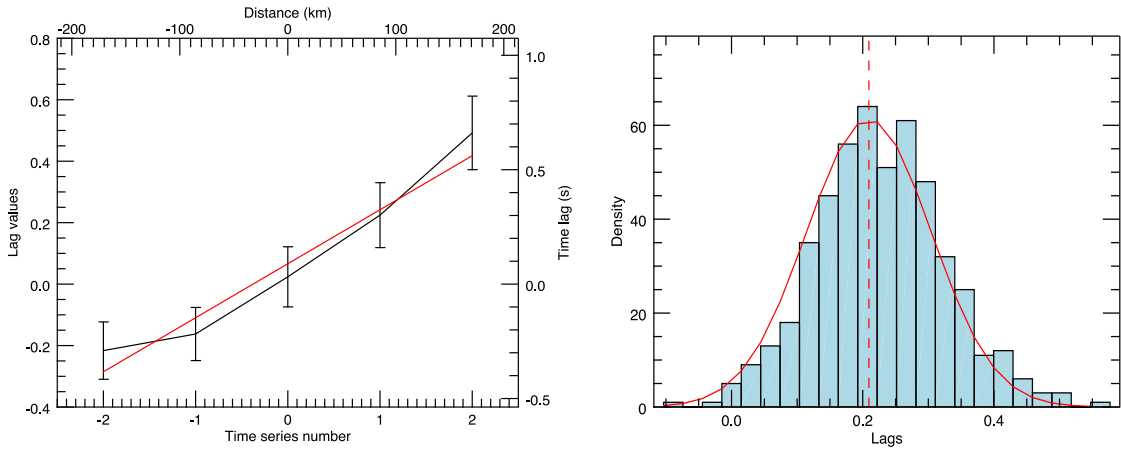 Distance (km)
-200 -100 0 100 200
0.8
0.6
0.4
0.2
0.0
-0.2
-0.4
Lag values
1.0
0.5
0.0
-0.5
Time lag (s)
-2 -1 0 1 2
Time series number
60
40
20
0
Density
0.0 0.2 0.4
Lags